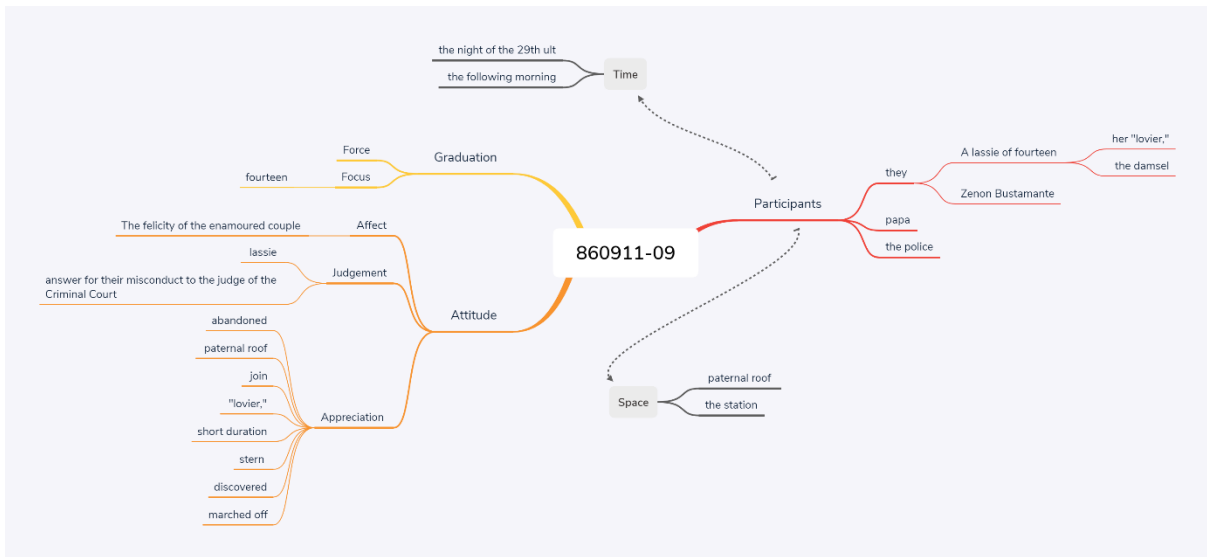 the night of the 29th ult
the following morning
Time
Graduation
Force
Focus
fourteen
Affect
The felicity of the enamoured couple
Judgement
lassie
answer for their misconduct to the judge of the
Criminal Court
Attitude
Appreciation
abandoned
paternal roof
join
"lovier,"
short duration
stern
discovered
marched off
860911-09
Participants
they
A lassie of fourteen
her "lovier,"
the damsel
Zenon Bustamante
papa
the police
Space
paternal roof
the station